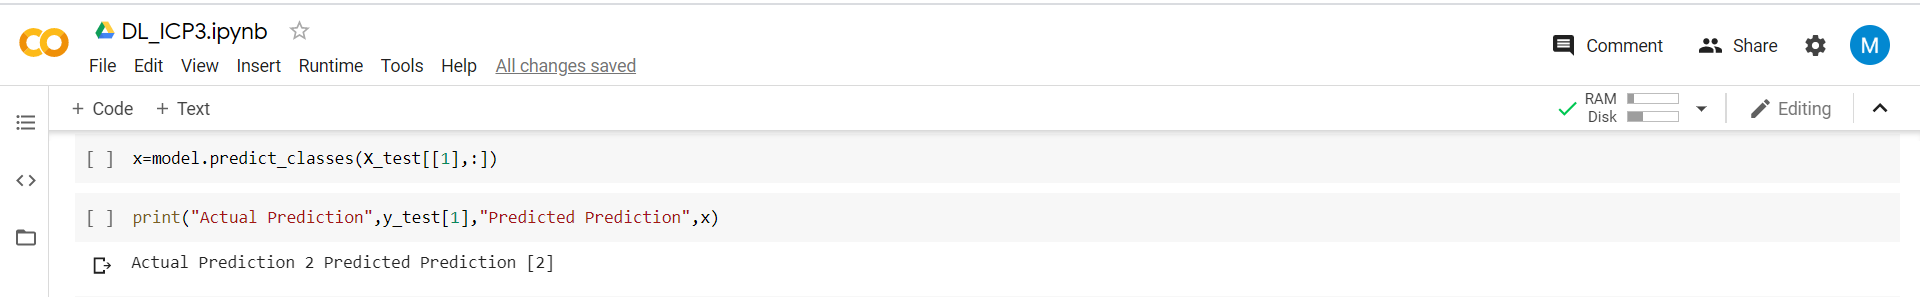 DL_ICP3.ipynb
Comment Share M
File Edit View Insert Runtime Tools Help All changes saved
+ Code + Text RAM Disk Editing
[ ] x=model.predict_classes(X_test[[1],:])
[ ] print("Actual Prediction",y_test[1],"Predicted Prediction",x)
Actual Prediction 2 Predicted Prediction [2]